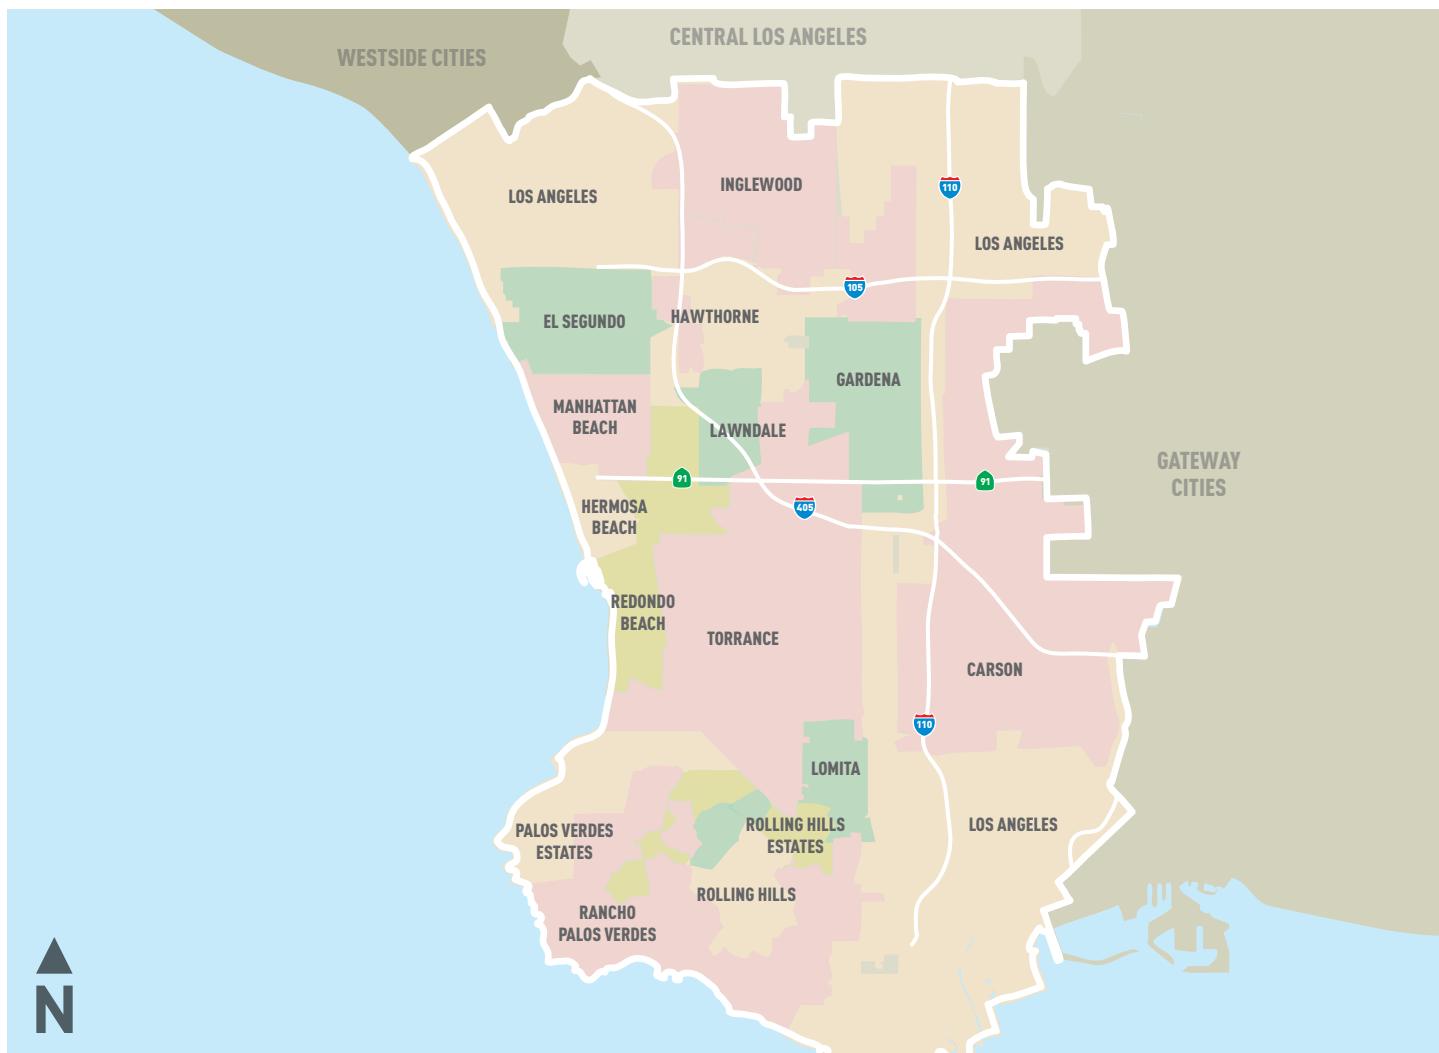 CENTRAL LOS ANGELES
WESTSIDE CITIES
INGLEWOOD
110
LOS ANGELES
LOS ANGELES
105
HAWTHORNE
EL SEGUNDO
GARDENA
MANHATTAN
BEACH
LAWNDALE
GATEWAY
CITIES
91
91
405
HERMOSA
BEACH
REDONDO
BEACH
TORRANCE
CARSON
110
LOMITA
ROLLING HILLS
ESTATES
LOS ANGELES
PALOS VERDES
ESTATES
ROLLING HILLS
RANCHO
PALOS VERDES
N